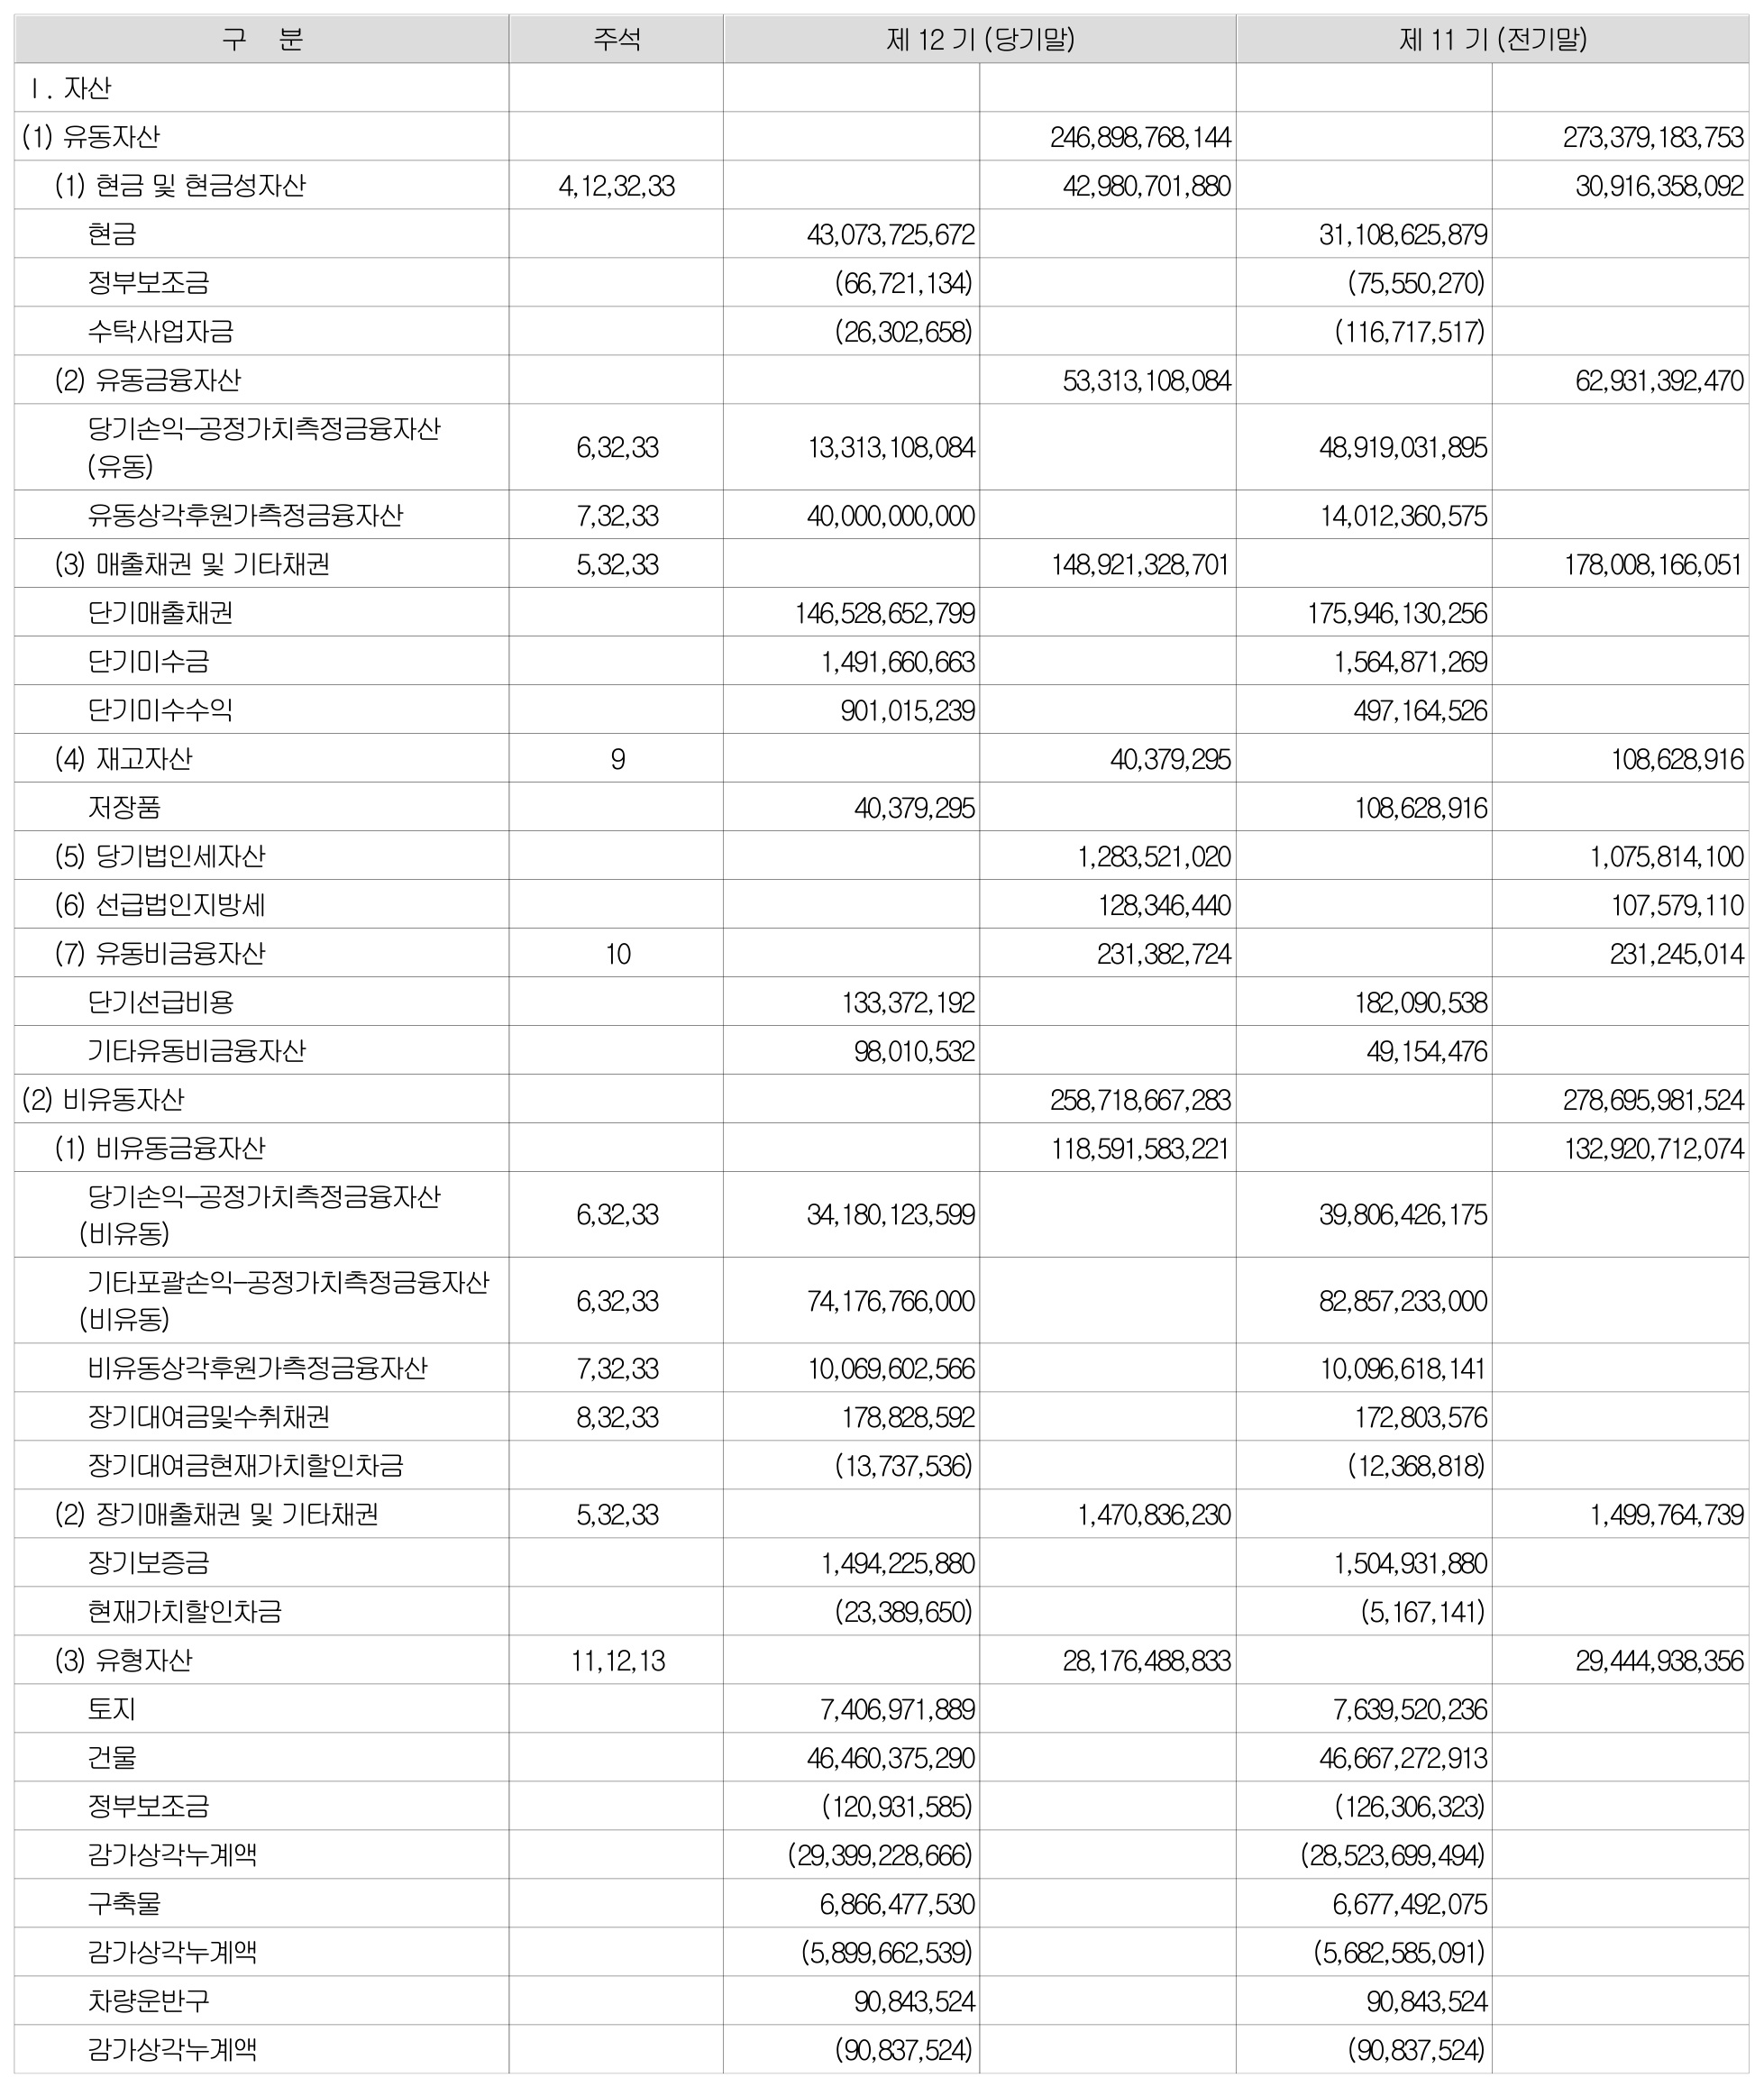 구 분 주석 제 12 기 (당기말) 제 11 기 (전기말)
Ⅰ. 자산
(1) 유동자산 246,898,768,144 273,379,183,753
(1) 현금 및 현금성자산 4,12,32,33 42,980,701,880 30,916,358,092
현금 43,073,725,672 31,108,625,879
정부보조금 (66,721,134) (75,550,270)
수탁사업자금 (26,302,658) (116,717,517)
(2) 유동금융자산 53,313,108,084 62,931,392,470
당기손익-공정가치측정금융자산
(유동) 6,32,33 13,313,108,084 48,919,031,895
유동상각후원가측정금융자산 7,32,33 40,000,000,000 14,012,360,575
(3) 매출채권 및 기타채권 5,32,33 148,921,328,701 178,008,166,051
단기매출채권 146,528,652,799 175,946,130,256
단기미수금 1,491,660,663 1,564,871,269
단기미수수익 901,015,239 497,164,526
(4) 재고자산 9 40,379,295 108,628,916
저장품 40,379,295 108,628,916
(5) 당기법인세자산 1,283,521,020 1,075,814,100
(6) 선급법인지방세 128,346,440 107,579,110
(7) 유동비금융자산 10 231,382,724 231,245,014
단기선급비용 133,372,192 182,090,538
기타유동비금융자산 98,010,532 49,154,476
(2) 비유동자산 258,718,667,283 278,695,981,524
(1) 비유동금융자산 118,591,583,221 132,920,712,074
당기손익-공정가치측정금융자산
(비유동) 6,32,33 34,180,123,599 39,806,426,175
기타포괄손익-공정가치측정금융자산
(비유동) 6,32,33 74,176,766,000 82,857,233,000
비유동상각후원가측정금융자산 7,32,33 10,069,602,566 10,096,618,141
장기대여금및수취채권 8,32,33 178,828,592 172,803,576
장기대여금현재가치할인차금 (13,737,536) (12,368,818)
(2) 장기매출채권 및 기타채권 5,32,33 1,470,836,230 1,499,764,739
장기보증금 1,494,225,880 1,504,931,880
현재가치할인차금 (23,389,650) (5,167,141)
(3) 유형자산 11,12,13 28,176,488,833 29,444,938,356
토지 7,406,971,889 7,639,520,236
건물 46,460,375,290 46,667,272,913
정부보조금 (120,931,585) (126,306,323)
감가상각누계액 (29,399,228,666) (28,523,699,494)
구축물 6,866,477,530 6,677,492,075
감가상각누계액 (5,899,662,539) (5,682,585,091)
차량운반구 90,843,524 90,843,524
감가상각누계액 (90,837,524) (90,837,524)